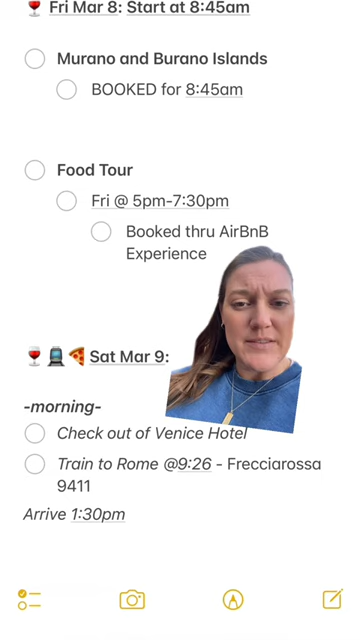 🍷 Fri Mar 8: Start at 8:45am
Murano and Burano Islands
BOOKED for 8:45am
Food Tour
Fri @ 5pm-7:30pm
Booked thru AirBnB
Experience
🍷🚆🍕 Sat Mar 9:
-morning-
Check out of Venice Hotel
Train to Rome @9:26 - Frecciarossa
9411
Arrive 1:30pm